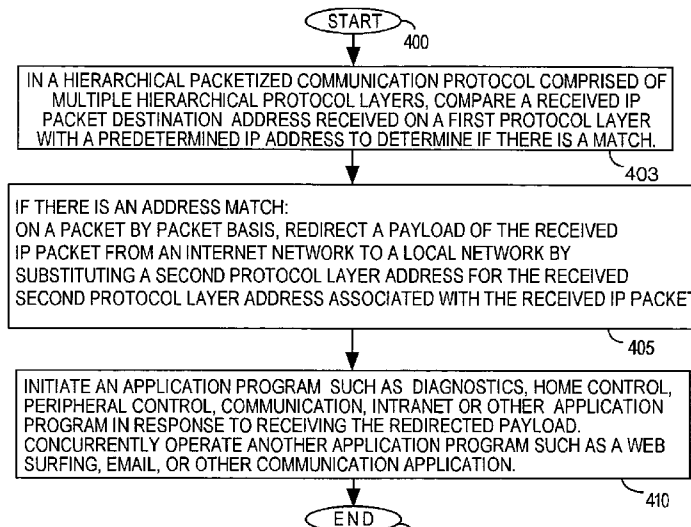 START
400
IN A HIERARCHICAL PACKETIZED COMMUNICATION PROTOCOL COMPRISED OF
MULTIPLE HIERARCHICAL PROTOCOL LAYERS, COMPARE A RECEIVED IP
PACKET DESTINATION ADDRESS RECEIVED ON A FIRST PROTOCOL LAYER
WITH A PREDETERMINED IP ADDRESS TO DETERMINE IF THERE IS A MATCH.
403
IF THERE IS AN ADDRESS MATCH:
ON A PACKET BY PACKET BASIS, REDIRECT A PAYLOAD OF THE RECEIVED
IP PACKET FROM AN INTERNET NETWORK TO A LOCAL NETWORK BY
SUBSTITUTING A SECOND PROTOCOL LAYER ADDRESS FOR THE RECEIVED
SECOND PROTOCOL LAYER ADDRESS ASSOCIATED WITH THE RECEIVED IP PACKET
405
INITIATE AN APPLICATION PROGRAM SUCH AS DIAGNOSTICS, HOME CONTROL,
PERIPHERAL CONTROL, COMMUNICATION, INTRANET OR OTHER APPLICATION
PROGRAM IN RESPONSE TO RECEIVING THE REDIRECTED PAYLOAD.
CONCURRENTLY OPERATE ANOTHER APPLICATION PROGRAM SUCH AS A WEB
SURFING, EMAIL, OR OTHER COMMUNICATION APPLICATION.
410
END